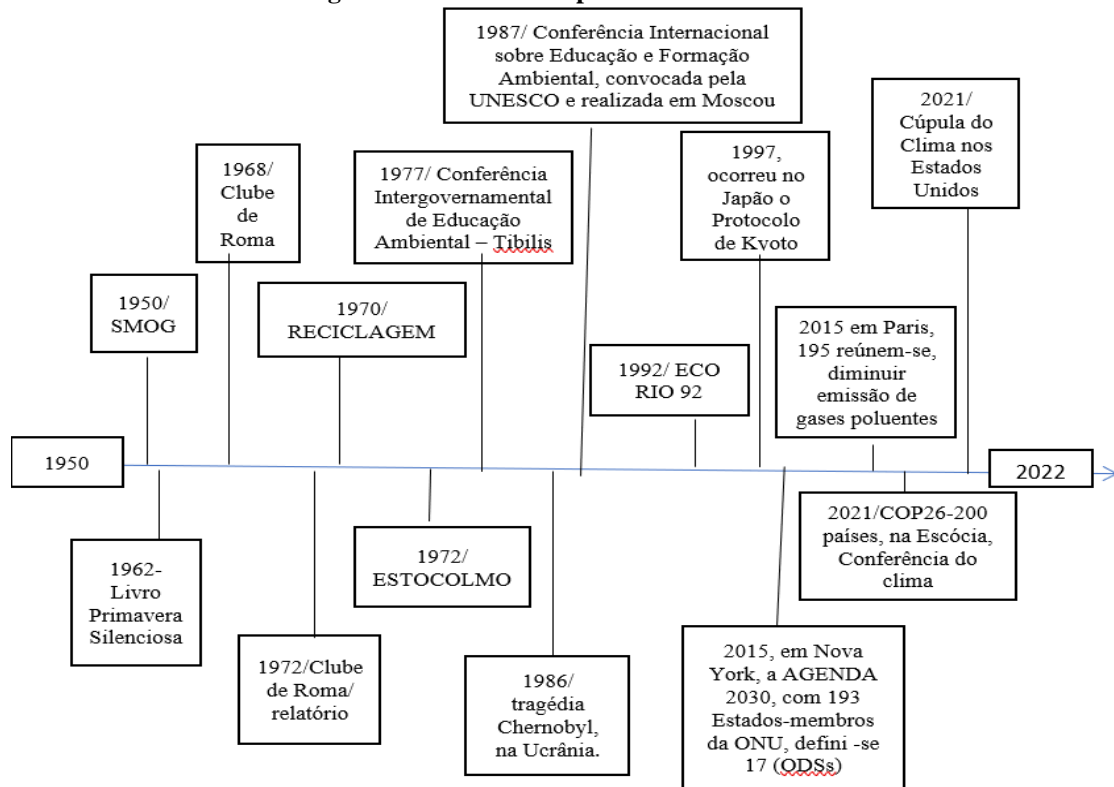 1987/ Conferência Internacional
sobre Educação e Formação
Ambiental, convocada pela
UNESCO e realizada em Moscou
2021/
Cúpula do
Clima nos
Estados
Unidos
1968/
Clube
de
Roma
1977/ Conferência
Intergovernamental
de Educação
Ambiental – Tibilis
1997,
ocorreu no
Japão o
Protocolo
de Kyoto
1950/
SMOG
1970/
RECICLAGEM
1992/ ECO
RIO 92
2015 em Paris,
195 reúnem-se,
diminuir
emissão de
gases poluentes
1950
2022
1962-
Livro
Primavera
Silenciosa
1972/Clube
de Roma/
relatório
1972/
ESTOCOLMO
1986/
tragédia
Chernobyl,
na Ucrânia.
2021/COP26-200
países, na Escócia,
Conferência do
clima
2015, em Nova
York, a AGENDA
2030, com 193
Estados-membros
da ONU, defini -se
17 (ODSs)